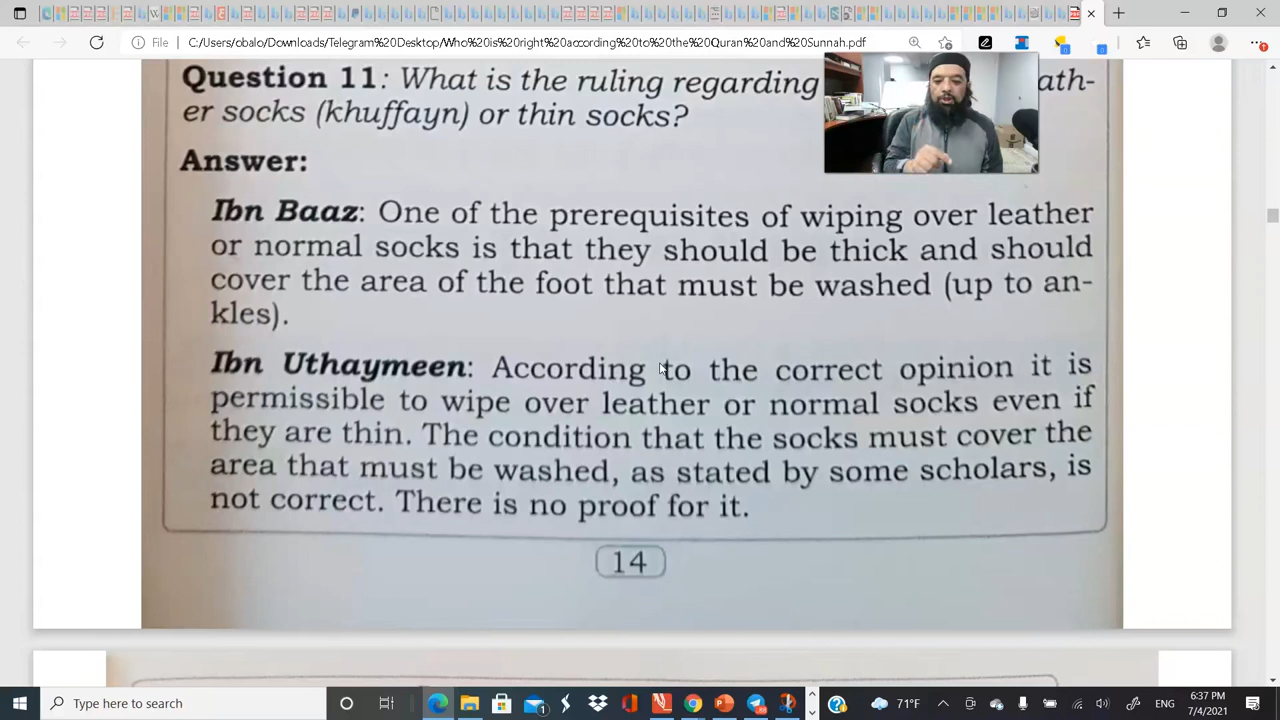 File
C:/Users/obalo/Downloads/Telegram%20Desktop/Who%20is%20right%20according%20to%20the%20Quran%20and%20Sunnah.pdf
Question 11: What is the ruling regarding ath-
er socks (khuffayn) or thin socks?
Answer:
Ibn Baaz: One of the prerequisites of wiping over leather
or normal socks is that they should be thick and should
cover the area of the foot that must be washed (up to an-
kles).
Ibn Uthaymeen: According to the correct opinion it is
permissible to wipe over leather or normal socks even if
they are thin. The condition that the socks must cover the
area that must be washed, as stated by some scholars, is
not correct. There is no proof for it.
14
Type here to search
71°F
ENG
6:37 PM
7/4/2021